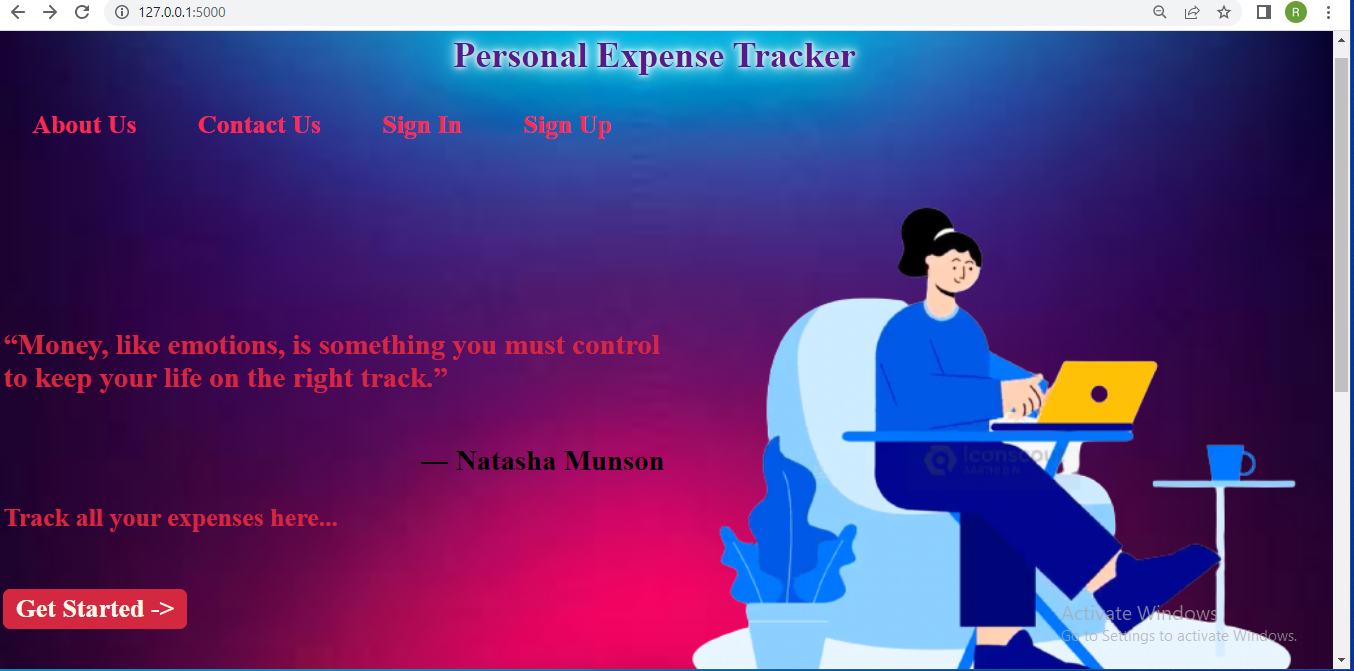 127.0.0.1:5000
R
Personal Expense Tracker
About Us Contact Us Sign In Sign Up
“Money, like emotions, is something you must control
to keep your life on the right track.”
— Natasha Munson
Track all your expenses here...
Get Started ->
Activate Windows
Go to Settings to activate Windows.